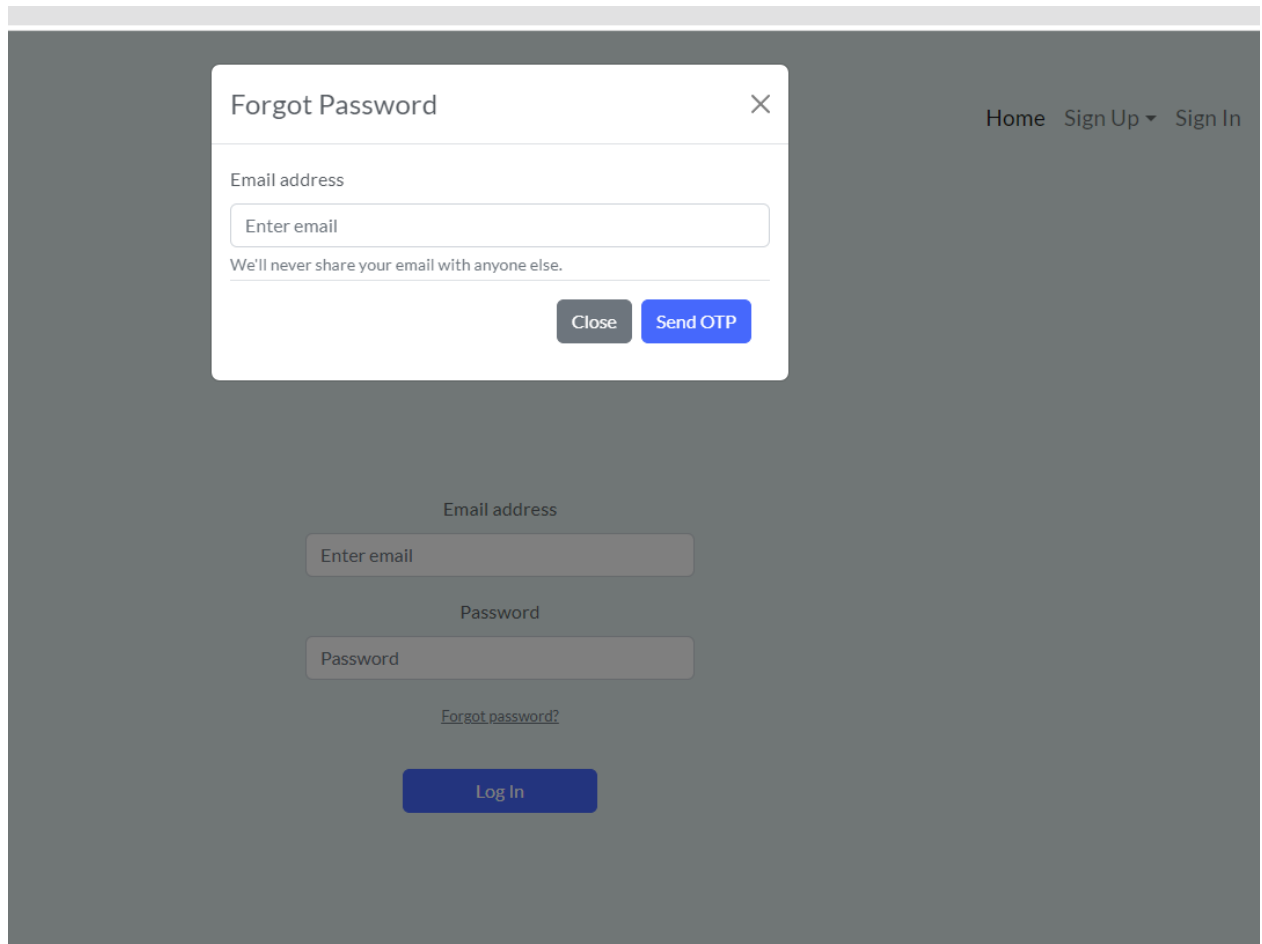 Forgot Password
Home Sign Up Sign In
Email address
Enter email
We'll never share your email with anyone else.
Close Send OTP
Email address
Enter email
Password
Password
Forgot password?
Log In